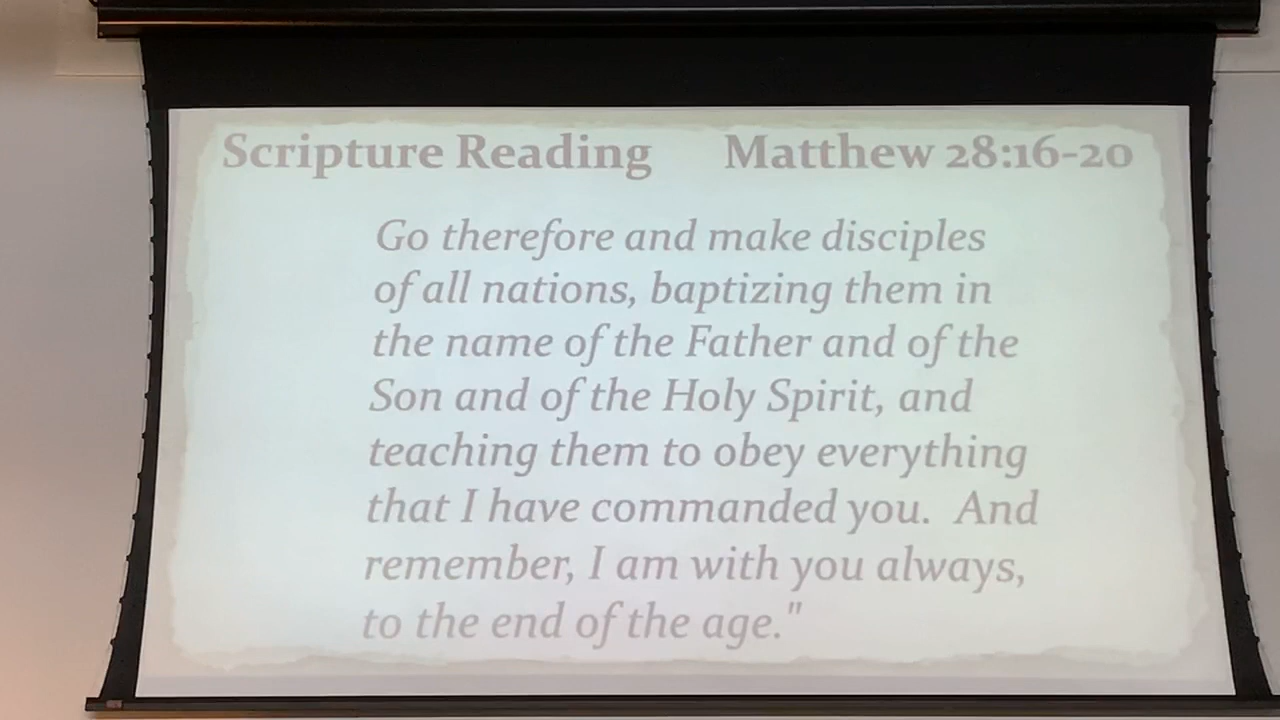 Scripture Reading Matthew 28:16-20
Go therefore and make disciples
of all nations, baptizing them in
the name of the Father and of the
Son and of the Holy Spirit, and
teaching them to obey everything
that I have commanded you.  And
remember, I am with you always,
to the end of the age."